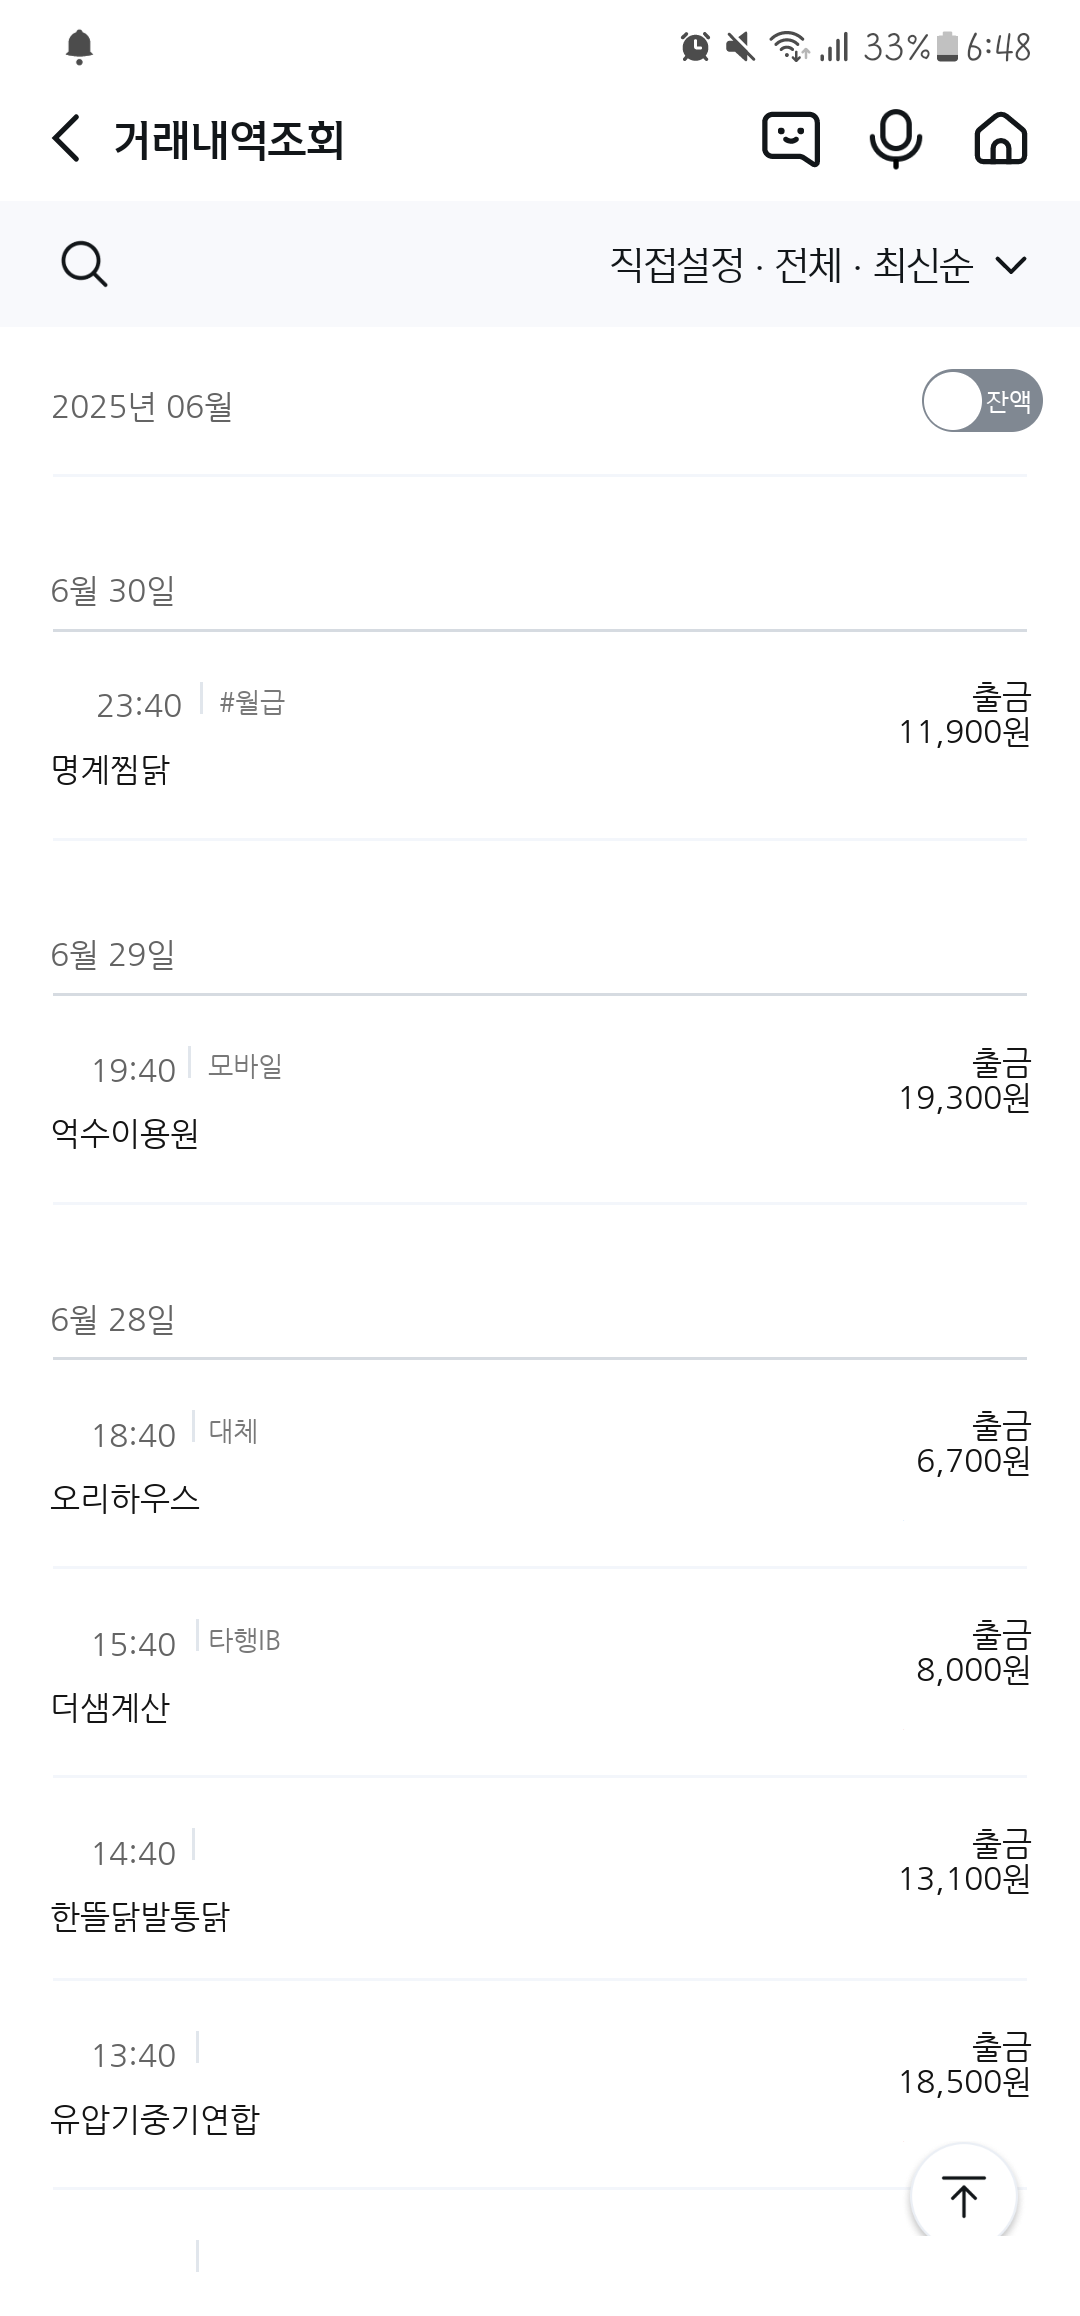 33% 6:48
거래내역조회
직접설정 · 전체 · 최신순
2025년 06월
잔액
6월 30일
23:40 #월급
출금
11,900원
명계찜닭
6월 29일
19:40 모바일
출금
19,300원
억수이용원
6월 28일
18:40 대체
출금
6,700원
오리하우스
15:40 타행IB
출금
8,000원
더샘계산
14:40
출금
13,100원
한뜰닭발통닭
13:40
출금
18,500원
유압기중기연합